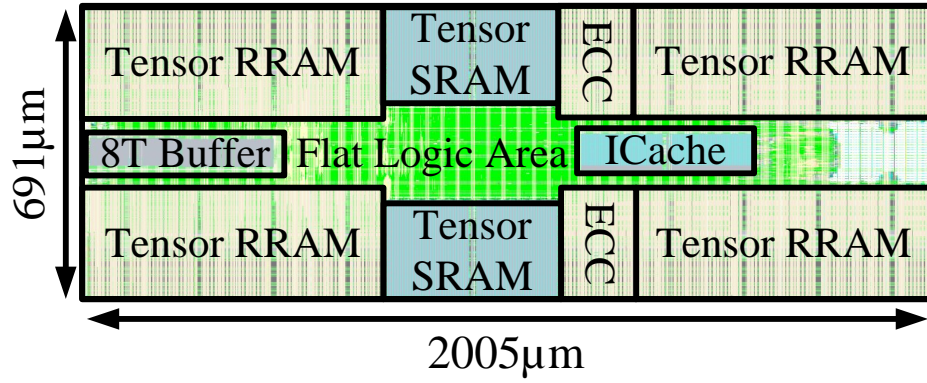 691μm
Tensor RRAM
Tensor
SRAM
ECC
Tensor RRAM
8T Buffer
Flat Logic Area
ICache
Tensor RRAM
Tensor
SRAM
ECC
Tensor RRAM
2005μm